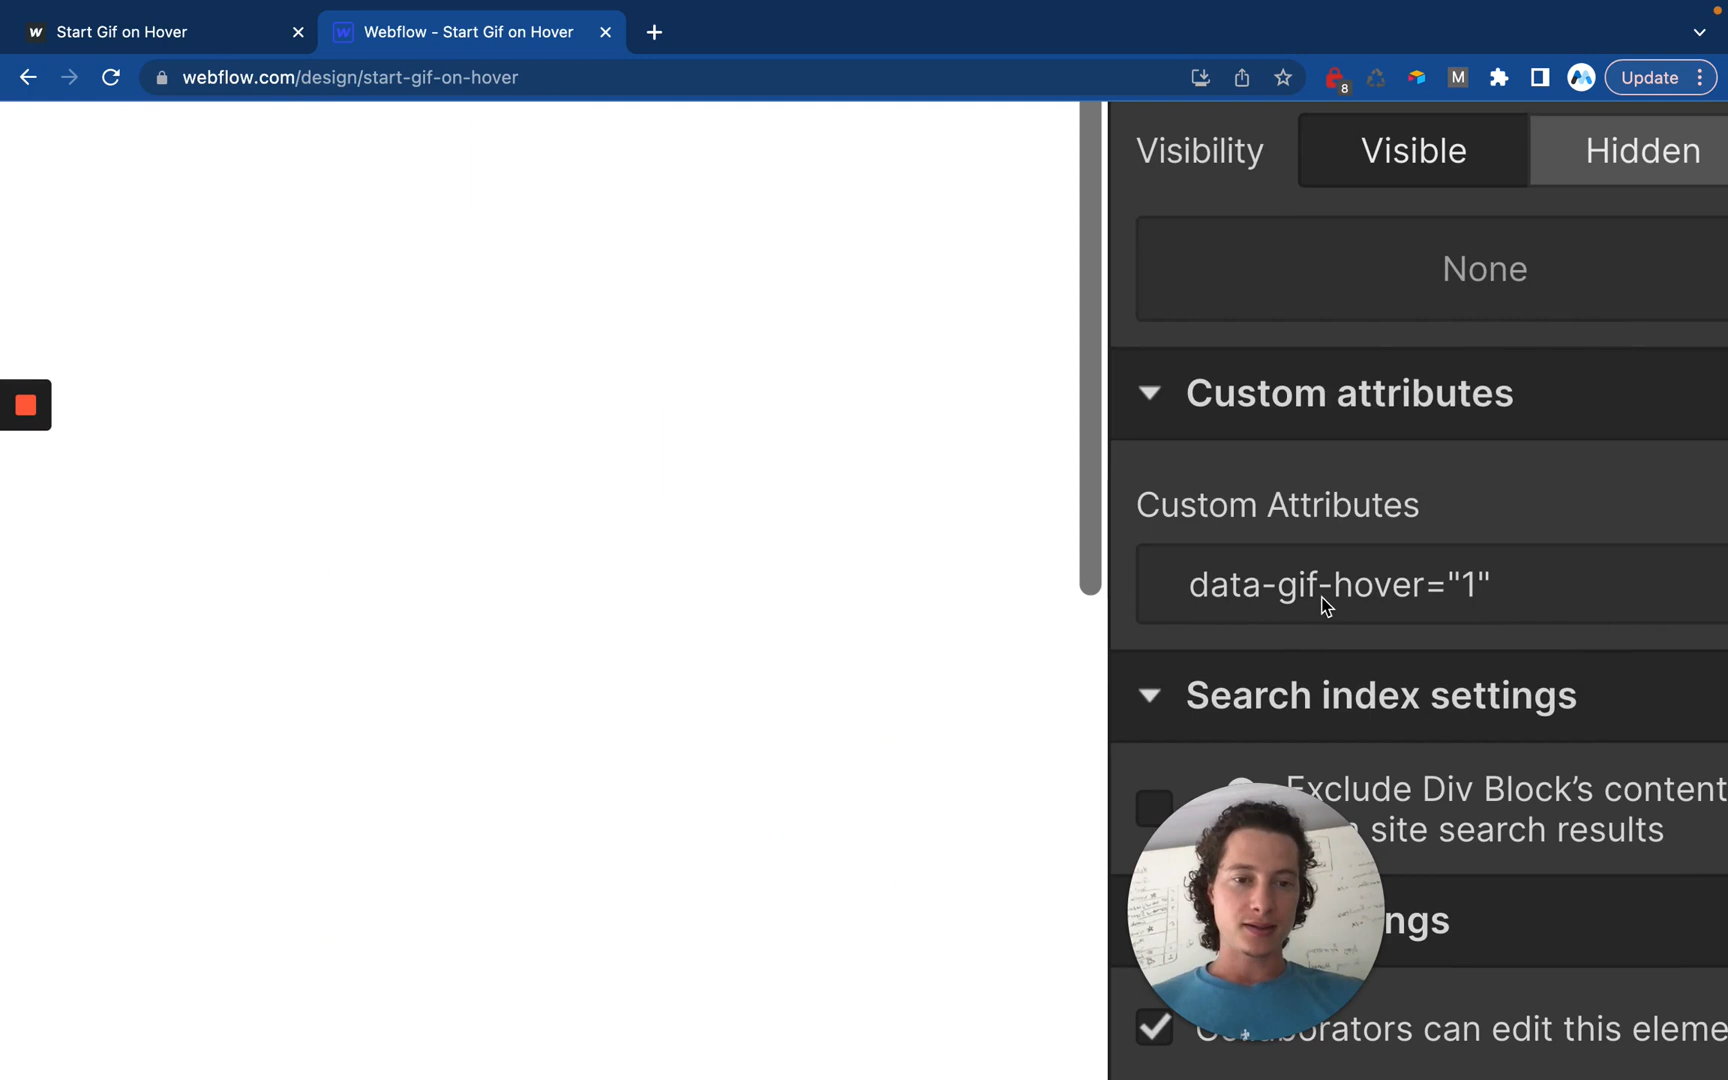 Start Gif on Hover
Webflow - Start Gif on Hover
webflow.com/design/start-gif-on-hover
8
M
Update
Visibility
Visible
Hidden
None
Custom attributes
Custom Attributes
data-gif-hover="1"
Search index settings
Exclude Div Block’s content
site search results
ngs
orators can edit this eleme